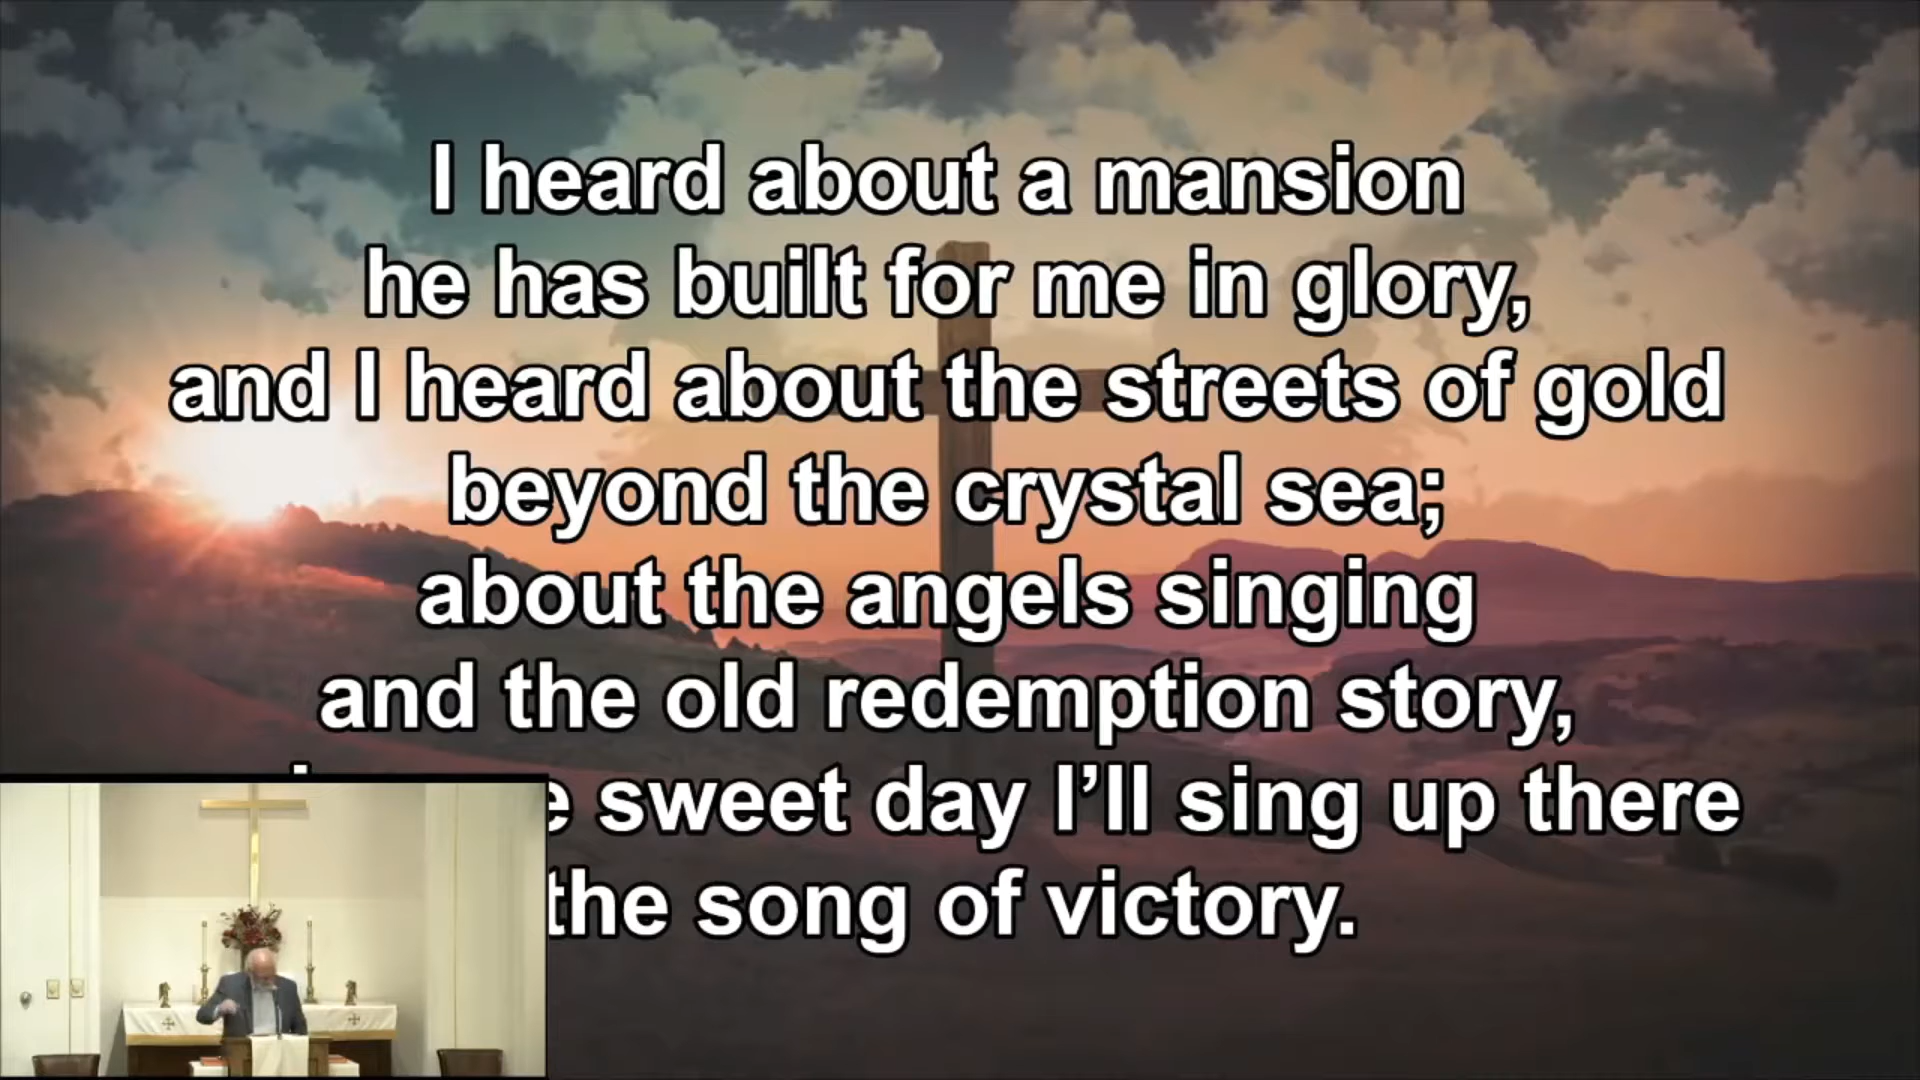 I heard about a mansion
he has built for me in glory,
and I heard about the streets of gold
beyond the crystal sea;
about the angels singing
and the old redemption story,
sweet day I’ll sing up there
the song of victory.